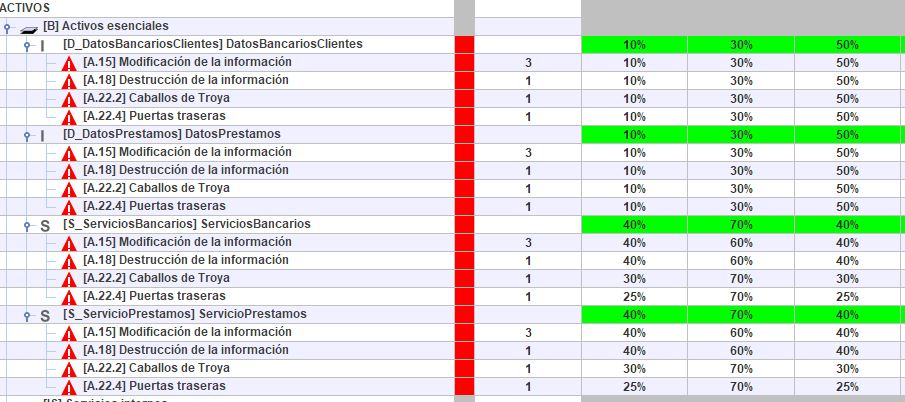 ACTIVOS
[B] Activos esenciales
I [D_DatosBancariosClientes] DatosBancariosClientes 10% 30% 50%
[A.15] Modificación de la información 3 10% 30% 50%
[A.18] Destrucción de la información 1 10% 30% 50%
[A.22.2] Caballos de Troya 1 10% 30% 50%
[A.22.4] Puertas traseras 1 10% 30% 50%
I [D_DatosPrestamos] DatosPrestamos 10% 30% 50%
[A.15] Modificación de la información 3 10% 30% 50%
[A.18] Destrucción de la información 1 10% 30% 50%
[A.22.2] Caballos de Troya 1 10% 30% 50%
[A.22.4] Puertas traseras 1 10% 30% 50%
S [S_ServiciosBancarios] ServiciosBancarios 40% 70% 40%
[A.15] Modificación de la información 3 40% 60% 40%
[A.18] Destrucción de la información 1 40% 60% 40%
[A.22.2] Caballos de Troya 1 30% 70% 30%
[A.22.4] Puertas traseras 1 25% 70% 25%
S [S_ServicioPrestamos] ServicioPrestamos 40% 70% 40%
[A.15] Modificación de la información 3 40% 60% 40%
[A.18] Destrucción de la información 1 40% 60% 40%
[A.22.2] Caballos de Troya 1 30% 70% 30%
[A.22.4] Puertas traseras 1 25% 70% 25%
[IS] Servicios internos